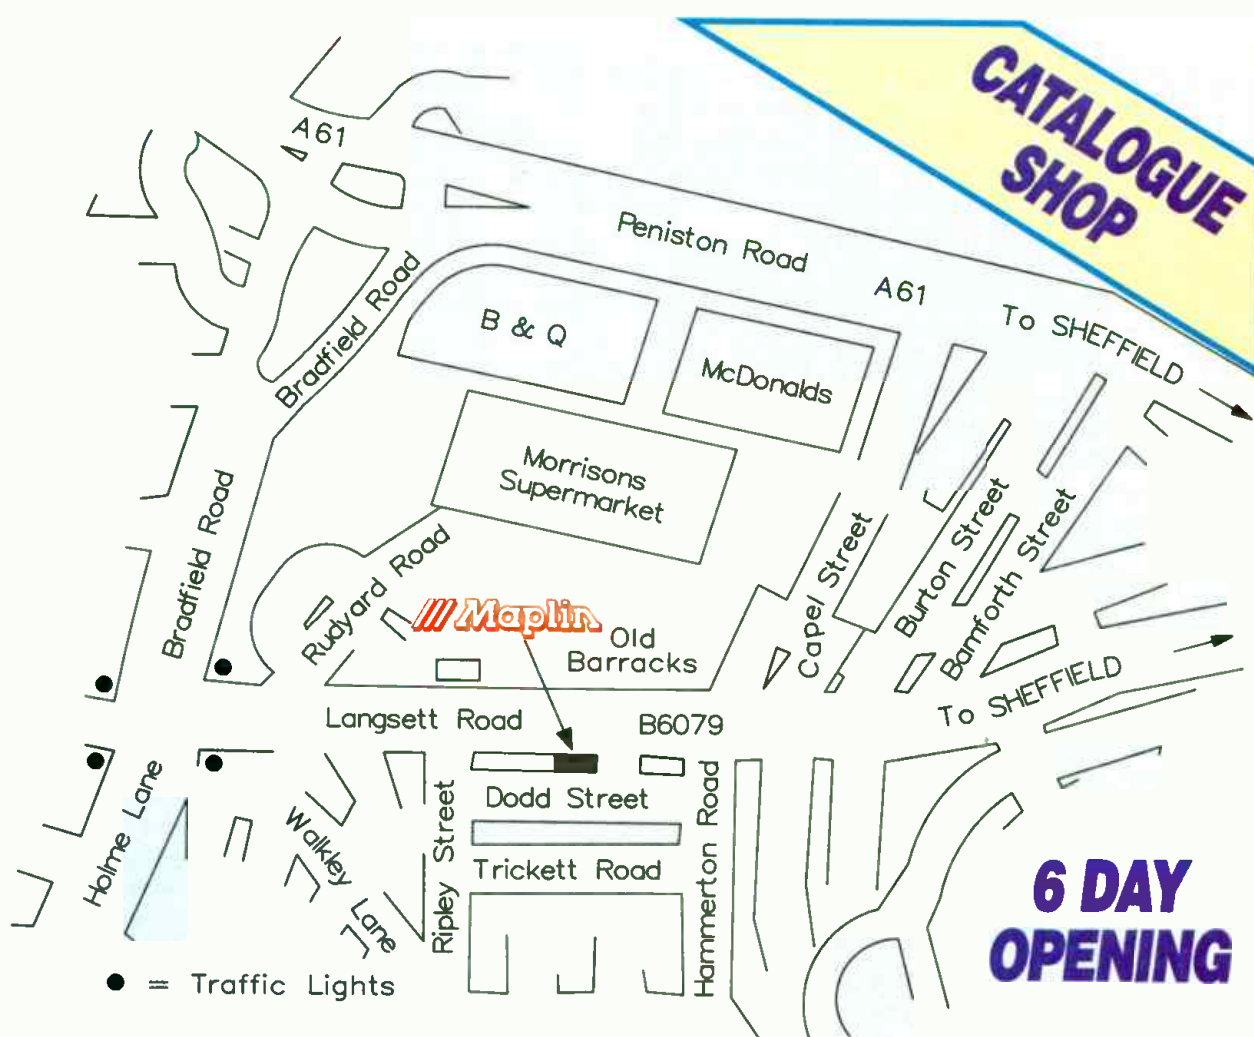 CATALOGUE
SHOP
A61
Peniston Road
A61
To SHEFFIELD
Bradfield Road
B & Q
McDonalds
Morrisons
Supermarket
Bradfield Road
Rudyard Road
Capel Street
Burton Street
Bamforth Street
Maplin
Old
Barracks
To SHEFFIELD
Langsett Road
B6079
Holme Lane
Walkley Lane
Ripley Street
Dodd Street
Trickett Road
Hammerton Road
6 DAY
OPENING
= Traffic Lights